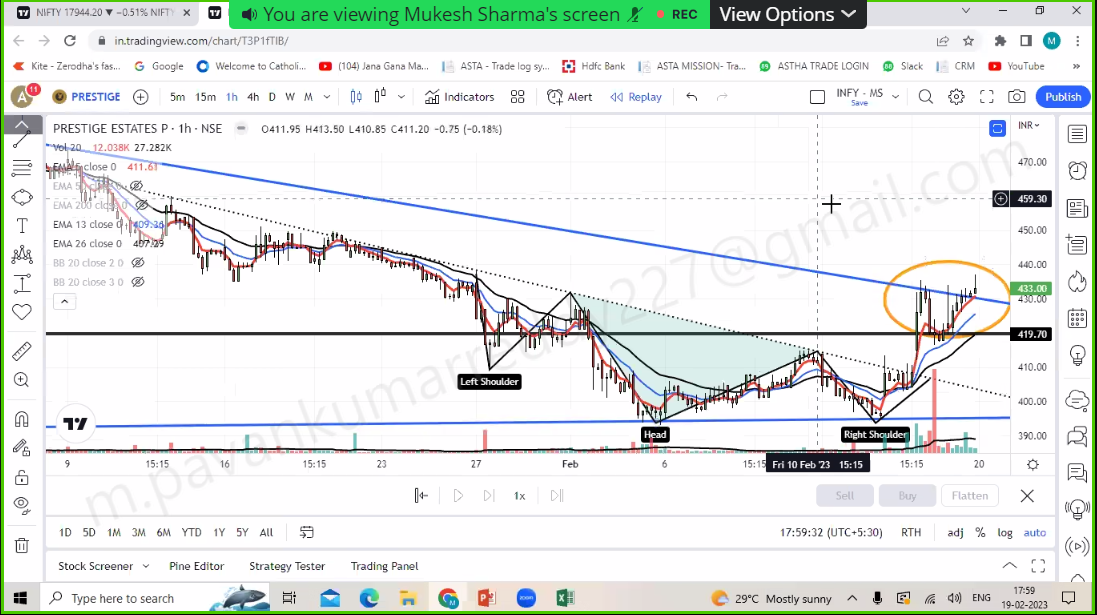 NIFTY 17944.20 ▼ −0.51% NIFTY
You are viewing Mukesh Sharma's screen
REC
View Options
in.tradingview.com/chart/T3P1fTIB/
M
Kite - Zerodha's fas...
Google
Welcome to Catholi...
(104) Jana Gana Ma...
ASTA - Trade log sy...
Hdfc Bank
ASTA MISSION- Tra...
ASTHA TRADE LOGIN
Slack
CRM
YouTube
»
A 11
PRESTIGE
5m 15m 1h 4h D W M
Indicators
Alert
Replay
INFY - MS
Save
Publish
PRESTIGE ESTATES P · 1h · NSE
O411.95 H413.50 L410.85 C411.20 −0.75 (−0.18%)
INR
Vol 20 12.038K 27.282K
EMA 5 close 0 411.61
EMA 200 close 0
EMA 13 close 0 409.36
EMA 26 close 0 407.29
BB 20 close 2 0
BB 20 close 3 0
470.00
459.30
450.00
440.00
433.00
430.00
419.70
410.00
400.00
390.00
Left Shoulder
Head
Right Shoulder
9 15:15 16 15:15 23 27 Feb 6 15:15 Fri 10 Feb '23 15:15 15:15 20
1x
Sell
Buy
Flatten
1D 5D 1M 3M 6M YTD 1Y 5Y All
17:59:32 (UTC+5:30)
RTH
adj % log auto
Stock Screener
Pine Editor
Strategy Tester
Trading Panel
Type here to search
29°C Mostly sunny
ENG
17:59
19-02-2023